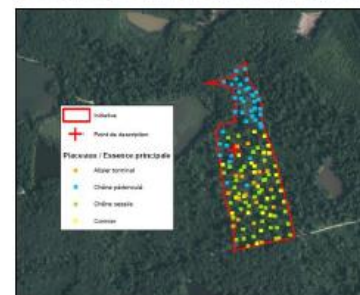 Initiative
Point de description
Placeaux / Essence principale
Alisier torminal
Chêne pédonculé
Chêne sessile
Cormier